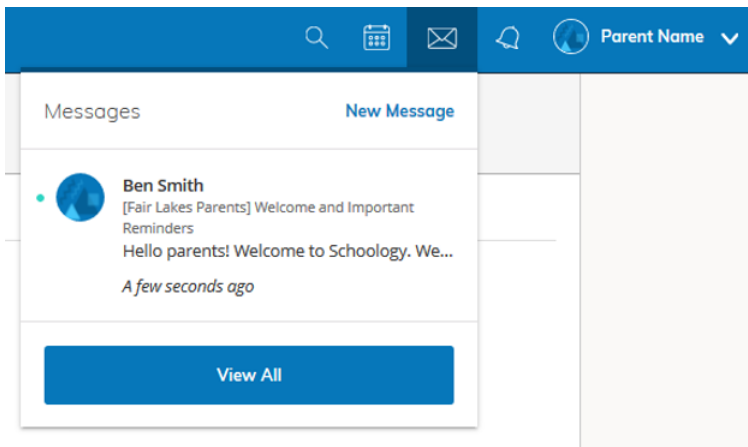 Parent Name
Messages
New Message
Ben Smith
[Fair Lakes Parents] Welcome and Important
Reminders
Hello parents! Welcome to Schoology. We...
A few seconds ago
View All